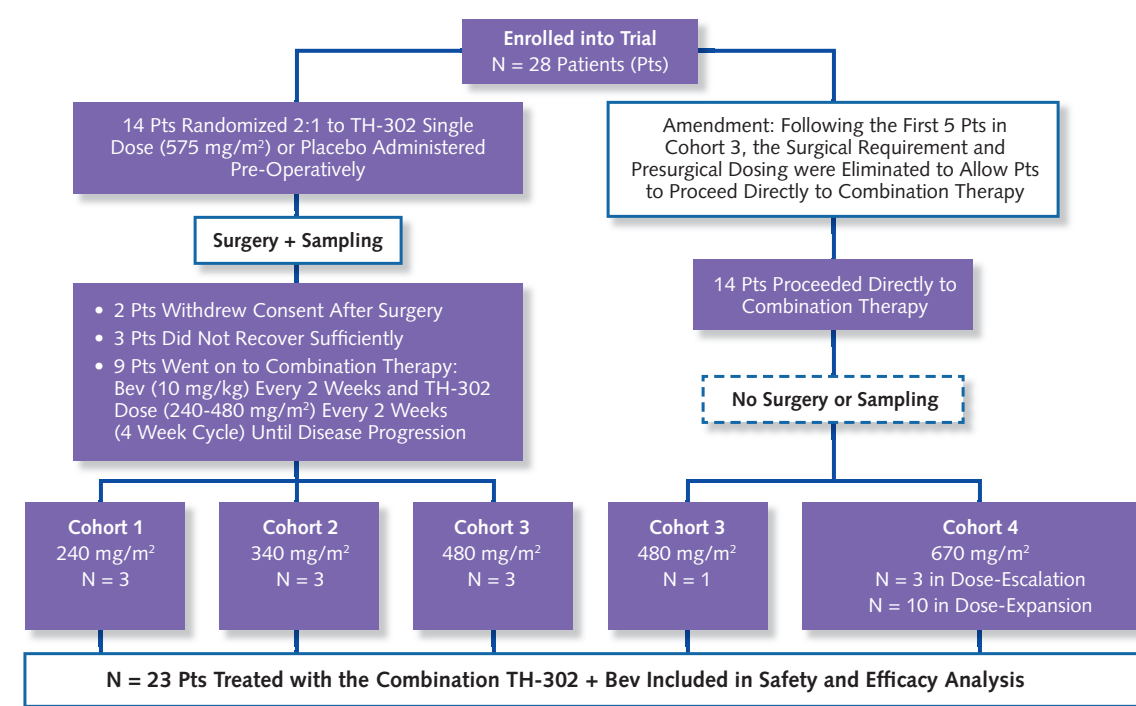 Enrolled into Trial
N = 28 Patients (Pts)
14 Pts Randomized 2:1 to TH-302 Single
Dose (575 mg/m²) or Placebo Administered
Pre-Operatively
Surgery + Sampling
• 2 Pts Withdrew Consent After Surgery
• 3 Pts Did Not Recover Sufficiently
• 9 Pts Went on to Combination Therapy:
Bev (10 mg/kg) Every 2 Weeks and TH-302
Dose (240-480 mg/m²) Every 2 Weeks
(4 Week Cycle) Until Disease Progression
Amendment: Following the First 5 Pts in
Cohort 3, the Surgical Requirement and
Presurgical Dosing were Eliminated to Allow Pts
to Proceed Directly to Combination Therapy
14 Pts Proceeded Directly to
Combination Therapy
No Surgery or Sampling
Cohort 1
240 mg/m²
N = 3
Cohort 2
340 mg/m²
N = 3
Cohort 3
480 mg/m²
N = 3
Cohort 3
480 mg/m²
N = 1
Cohort 4
670 mg/m²
N = 3 in Dose-Escalation
N = 10 in Dose-Expansion
N = 23 Pts Treated with the Combination TH-302 + Bev Included in Safety and Efficacy Analysis